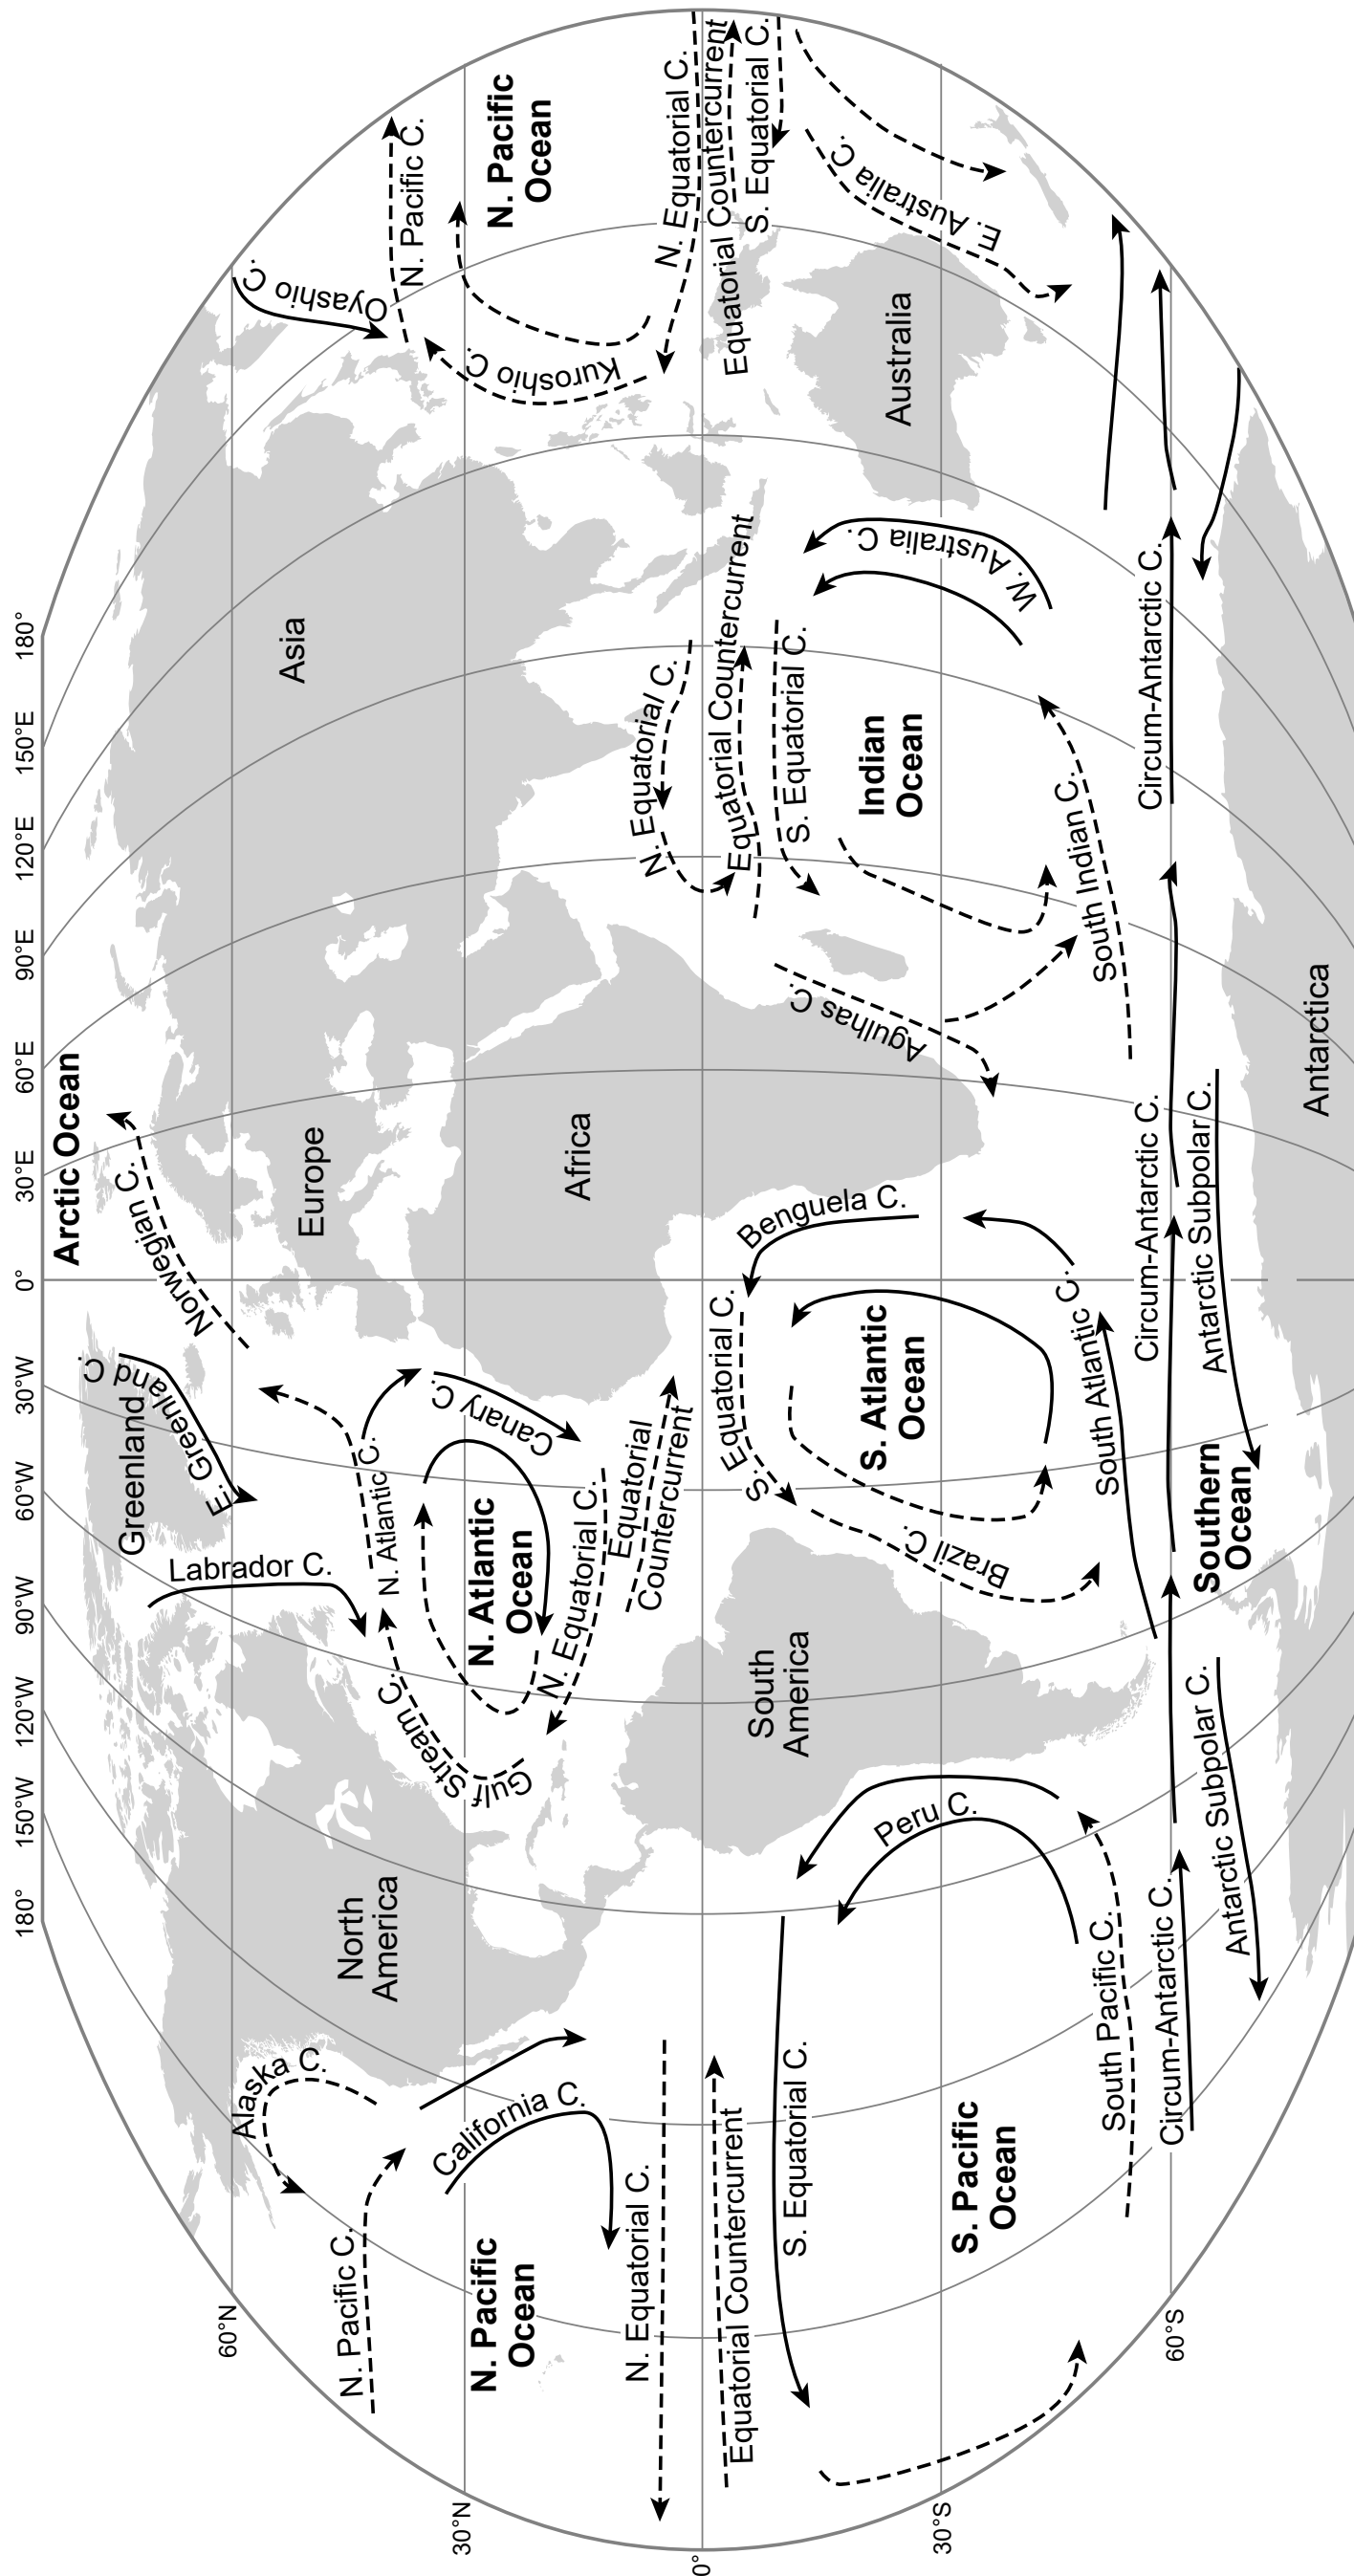 180°
150°W
120°W
90°W
60°W
30°W
0°
30°E
60°E
90°E
120°E
150°E
180°
60°N
30°N
0°
30°S
60°S
Arctic Ocean
Norwegian C.
E. Greenland C.
Greenland
Labrador C.
Alaska C.
North
America
Europe
Asia
Oyashio C.
N. Pacific C.
N. Pacific C.
N. Pacific
Ocean
California C.
Gulf Stream C.
N. Atlantic C.
N. Atlantic
Ocean
Canary C.
N. Equatorial C.
Equatorial
Countercurrent
Africa
Kuroshio C.
N. Pacific
Ocean
N. Equatorial C.
Equatorial Countercurrent
S. Equatorial C.
N. Equatorial C.
Equatorial Countercurrent
S. Equatorial C.
N. Equatorial C.
Equatorial Countercurrent
S. Equatorial C.
S. Equatorial C.
South
America
Peru C.
Brazil C.
S. Atlantic
Ocean
Benguela C.
Agulhas C.
Indian
Ocean
W. Australia C.
Australia
E. Australia C.
S. Pacific
Ocean
South Pacific C.
South Atlantic C.
South Indian C.
Circum-Antarctic C.
Circum-Antarctic C.
Circum-Antarctic C.
Antarctic Subpolar C.
Southern
Ocean
Antarctic Subpolar C.
Antarctica